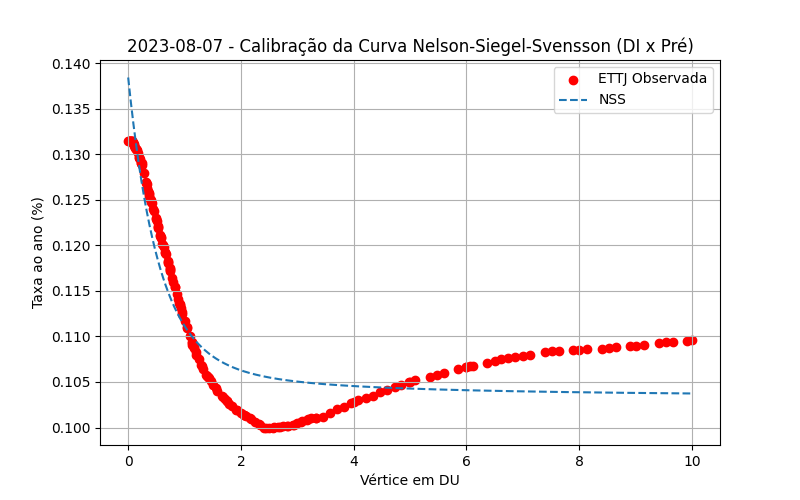 2023-08-07 - Calibração da Curva Nelson-Siegel-Svensson (DI x Pré)
ETTJ Observada
NSS
Taxa ao ano (%)
0.140
0.135
0.130
0.125
0.120
0.115
0.110
0.105
0.100
0 2 4 6 8 10
Vértice em DU